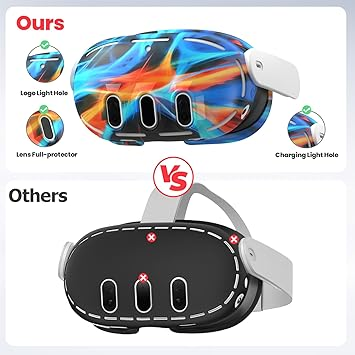 Ours
Logo Light Hole
Lens Full-protector
Charging Light Hole
VS
Others